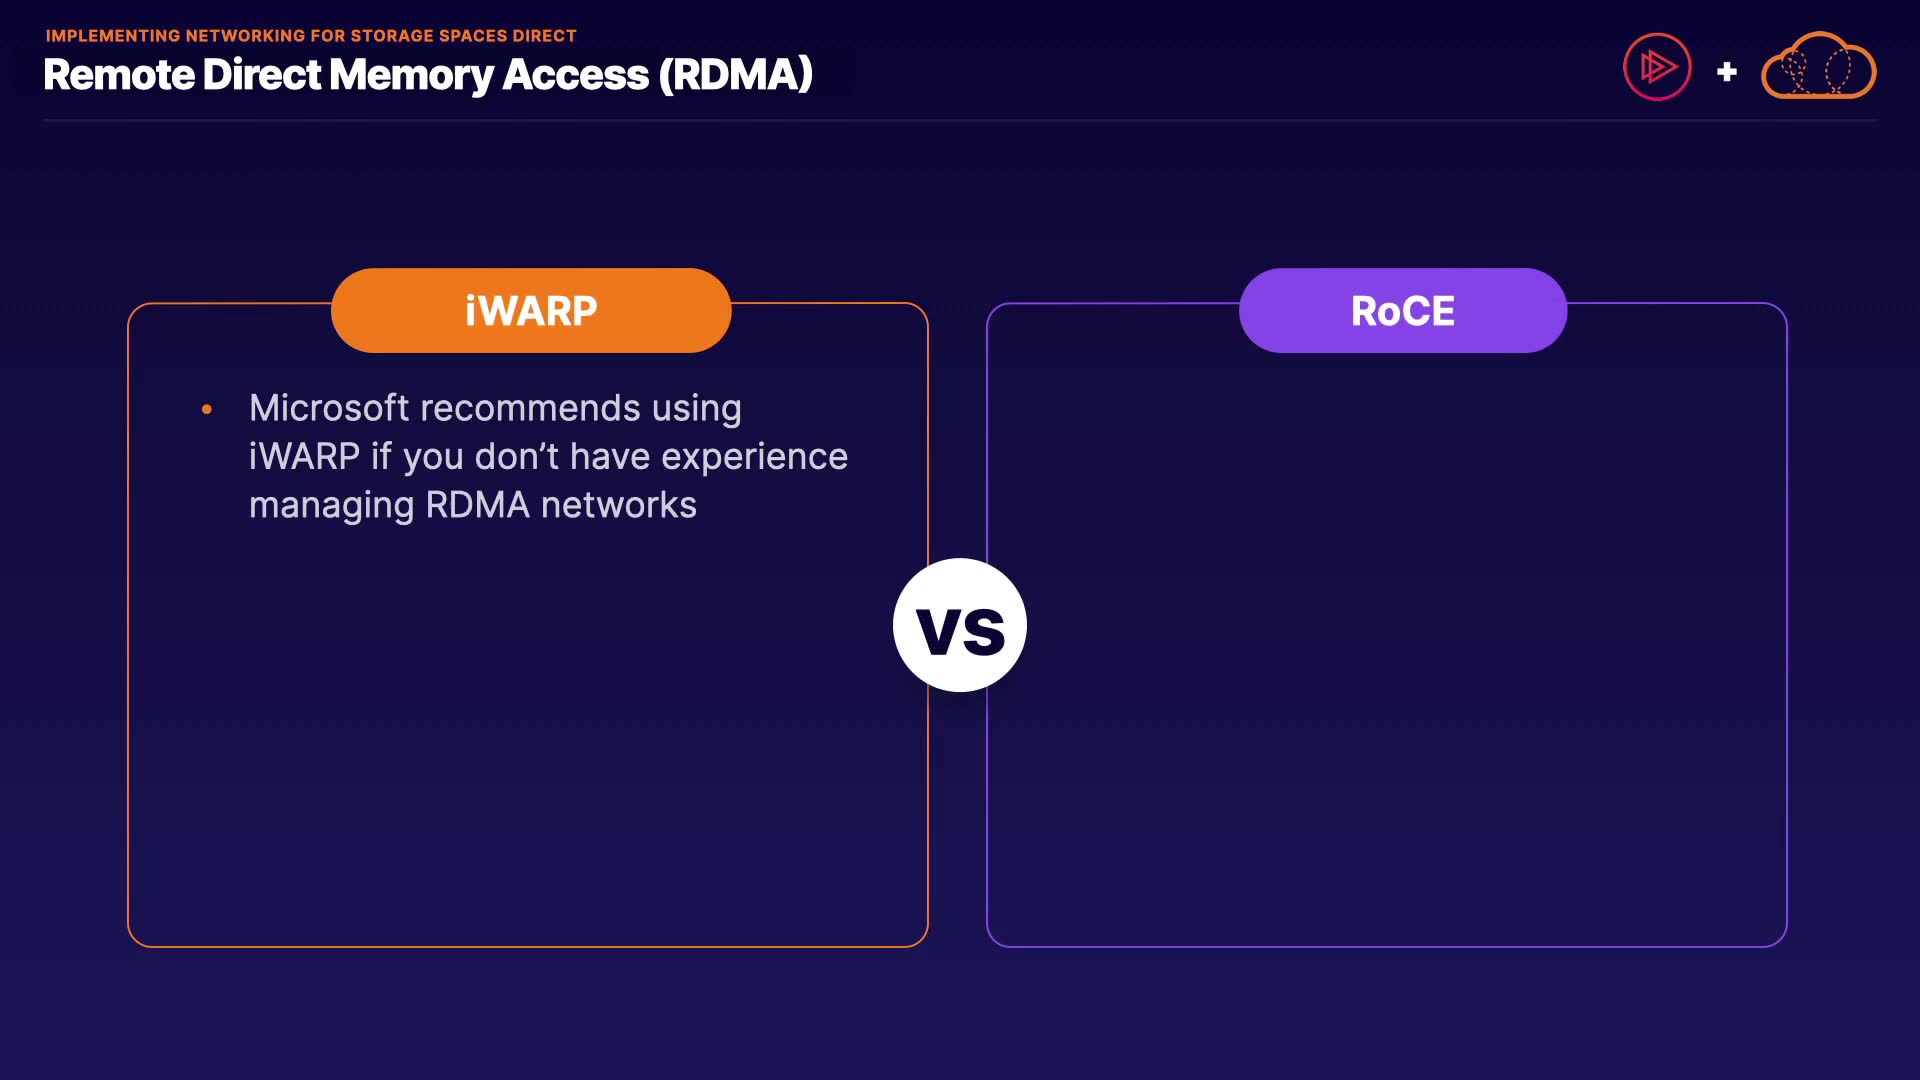 IMPLEMENTING NETWORKING FOR STORAGE SPACES DIRECT
Remote Direct Memory Access (RDMA)
+
iWARP
• Microsoft recommends using
iWARP if you don’t have experience
managing RDMA networks
VS
RoCE